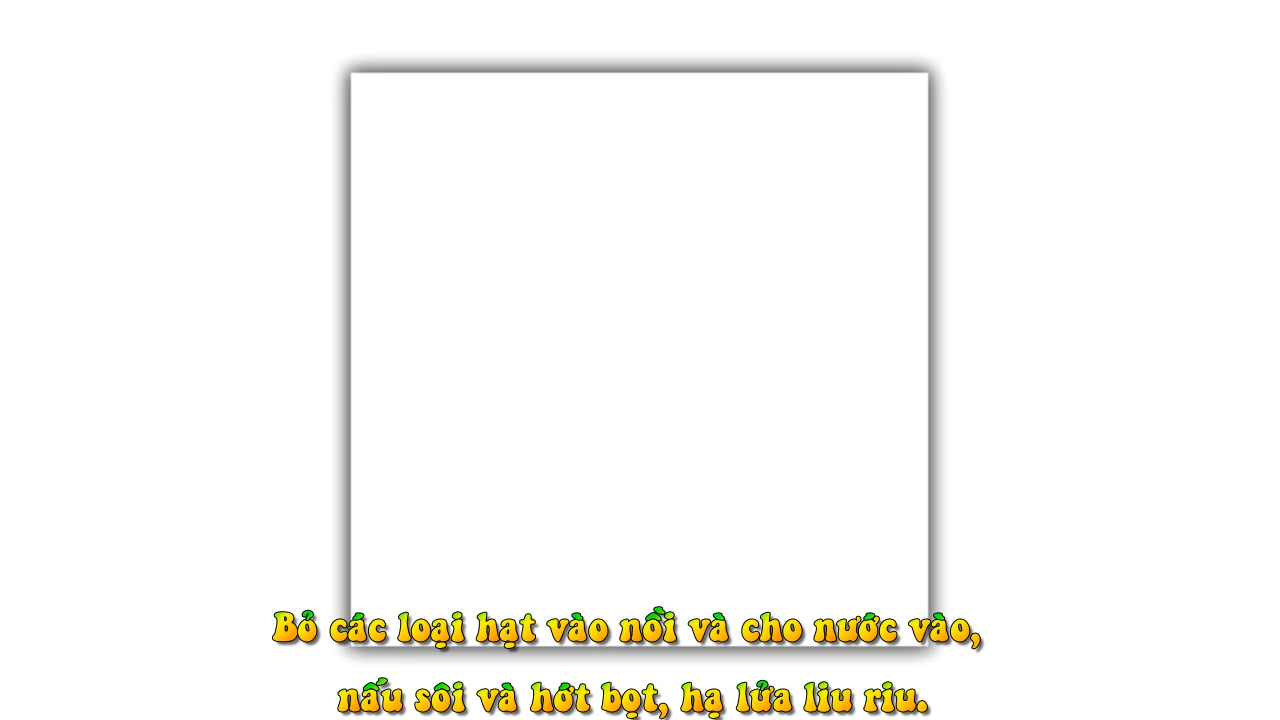 Bỏ các loại hạt vào nồi và cho nước vào,
nấu sôi và hớt bọt, hạ lửa liu riu.